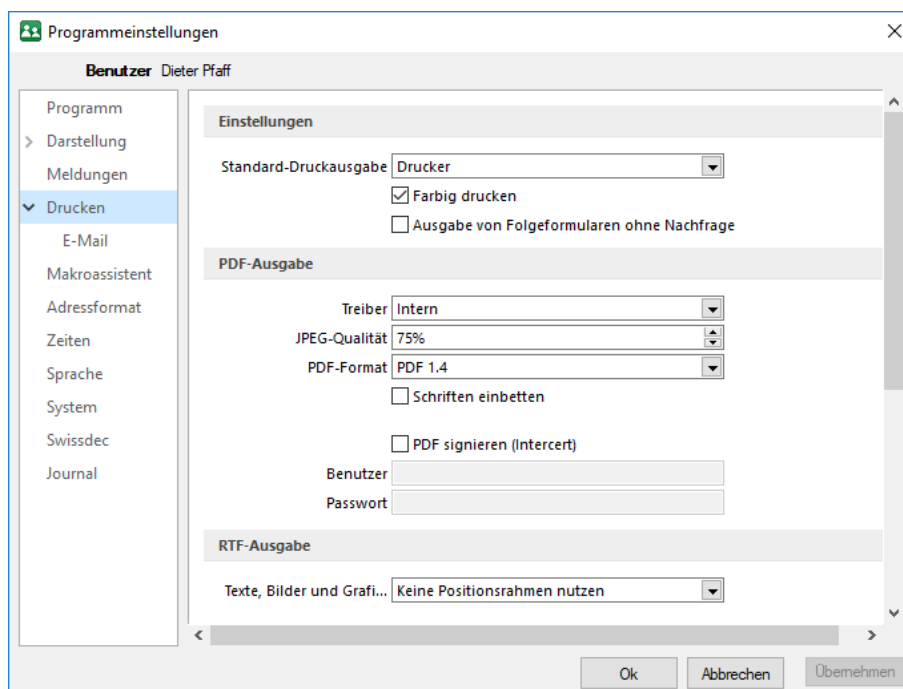 Programmeinstellungen
Benutzer Dieter Pfaff
Programm
Darstellung
Meldungen
Drucken
E-Mail
Makroassistent
Adressformat
Zeiten
Sprache
System
Swissdec
Journal
Einstellungen
Standard-Druckausgabe Drucker
Farbig drucken
Ausgabe von Folgeformularen ohne Nachfrage
PDF-Ausgabe
Treiber Intern
JPEG-Qualität 75%
PDF-Format PDF 1.4
Schriften einbetten
PDF signieren (Intercert)
Benutzer
Passwort
RTF-Ausgabe
Texte, Bilder und Grafi... Keine Positionsrahmen nutzen
Ok Abbrechen Übernehmen